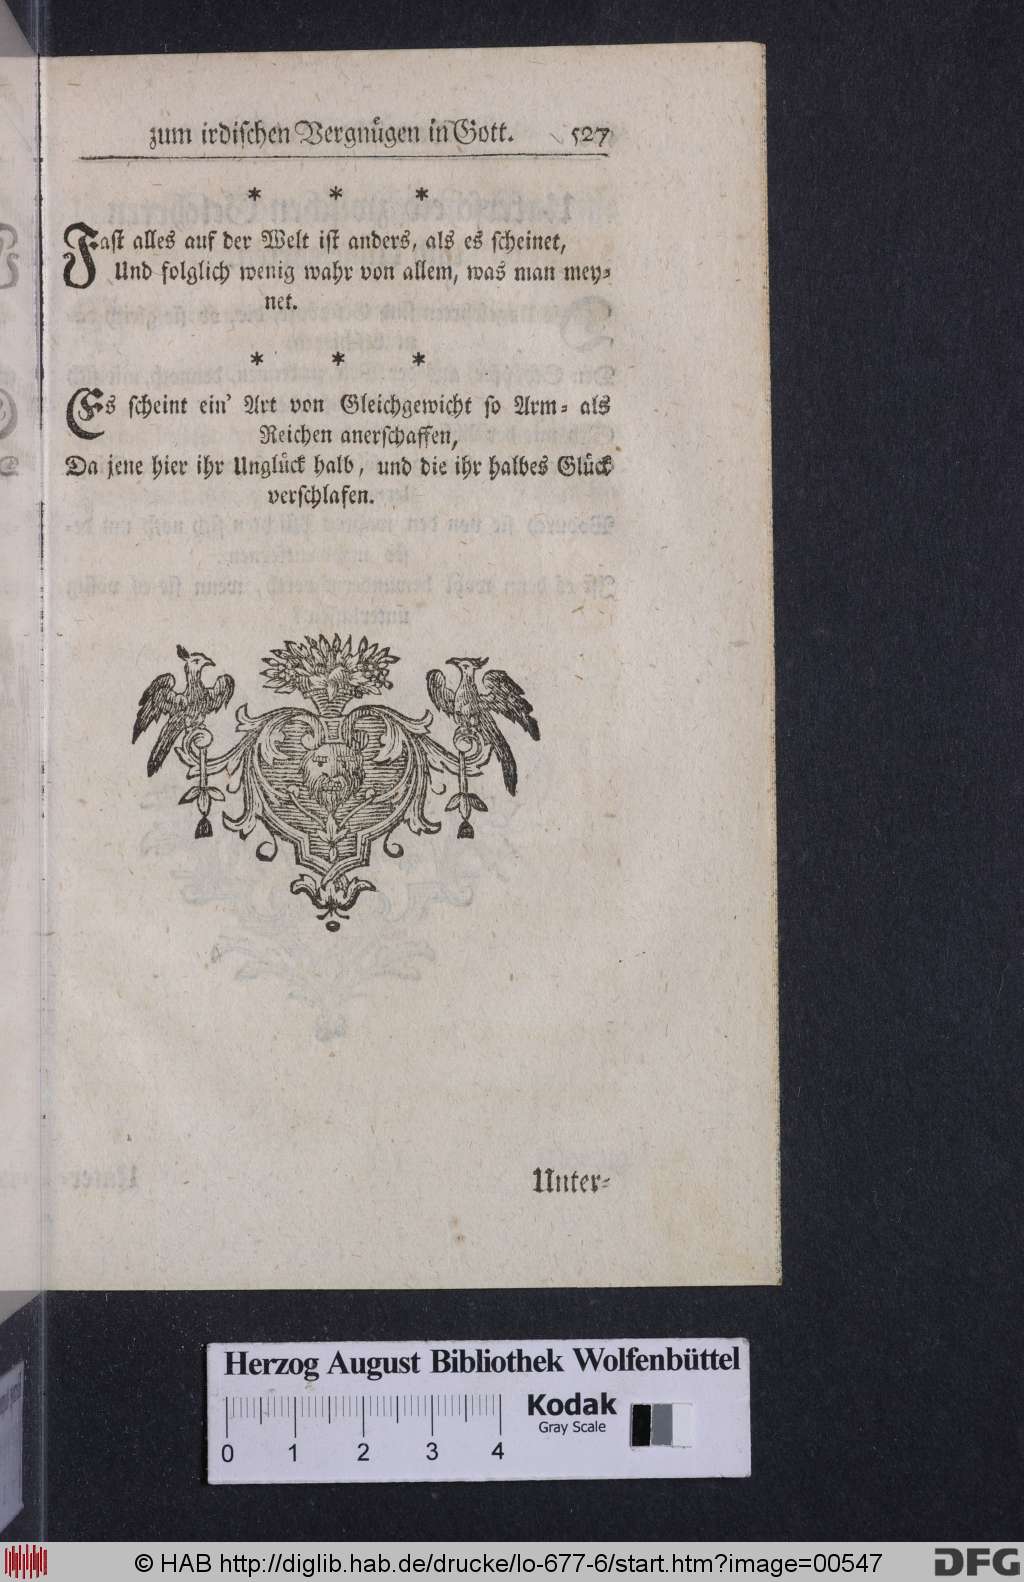 zum irdischen Vergnügen in Gott. 527
* * *
Fast alles auf der Welt ist anders, als es scheinet,
Und folglich wenig wahr von allem, was man mey-
net.
* * *
Es scheint ein' Art von Gleichgewicht so Arm- als
Reichen anerschaffen,
Da jene hier ihr Unglück halb, und die ihr halbes Glück
verschlafen.
Unter-
Herzog August Bibliothek Wolfenbüttel
Kodak
Gray Scale
0 1 2 3 4
© HAB http://diglib.hab.de/drucke/lo-677-6/start.htm?image=00547
DFG